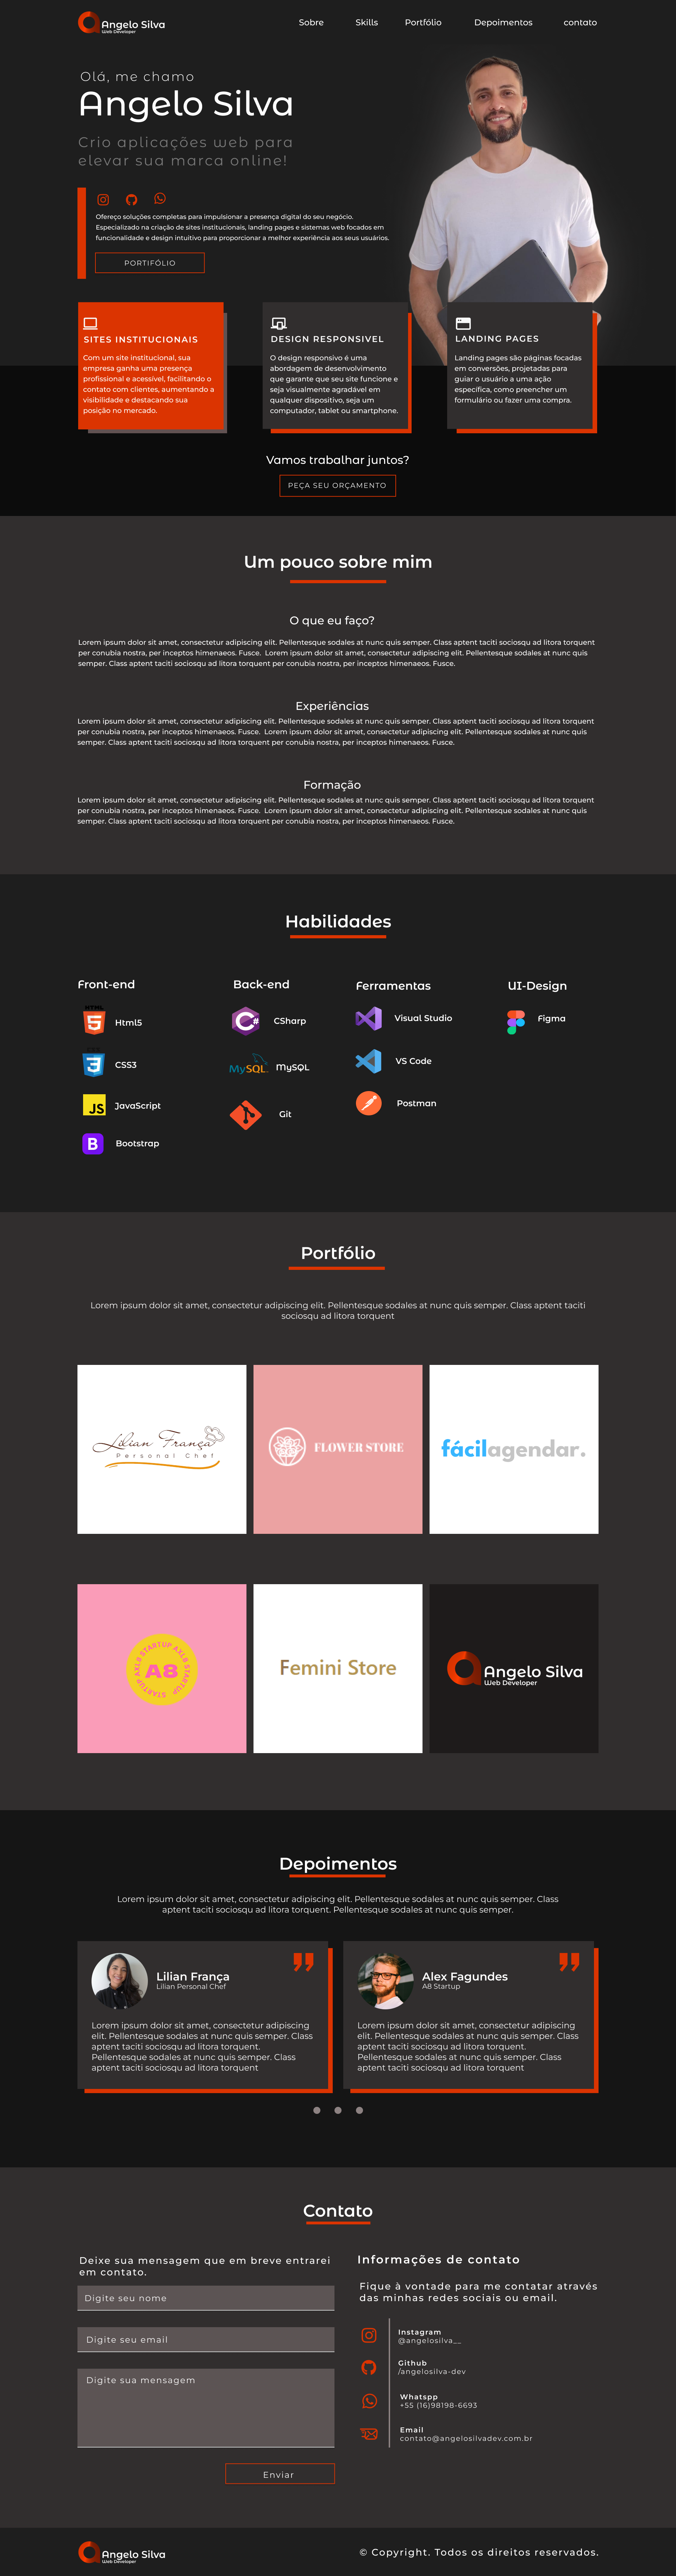 Angelo Silva
Web Developer
Sobre
Skills
Portfólio
Depoimentos
contato
Olá, me chamo
Angelo Silva
Crio aplicações web para
elevar sua marca online!
Ofereço soluções completas para impulsionar a presença digital do seu negócio.
Especializado na criação de sites institucionais, landing pages e sistemas web focados em
funcionalidade e design intuitivo para proporcionar a melhor experiência aos seus usuários.
PORTIFÓLIO
SITES INSTITUCIONAIS
Com um site institucional, sua
empresa ganha uma presença
profissional e acessível, facilitando o
contato com clientes, aumentando a
visibilidade e destacando sua
posição no mercado.
DESIGN RESPONSIVEL
O design responsivo é uma
abordagem de desenvolvimento
que garante que seu site funcione e
seja visualmente agradável em
qualquer dispositivo, seja um
computador, tablet ou smartphone.
LANDING PAGES
Landing pages são páginas focadas
em conversões, projetadas para
guiar o usuário a uma ação
específica, como preencher um
formulário ou fazer uma compra.
Vamos trabalhar juntos?
PEÇA SEU ORÇAMENTO
Um pouco sobre mim
O que eu faço?
Lorem ipsum dolor sit amet, consectetur adipiscing elit. Pellentesque sodales at nunc quis semper. Class aptent taciti sociosqu ad litora torquent
per conubia nostra, per inceptos himenaeos. Fusce. Lorem ipsum dolor sit amet, consectetur adipiscing elit. Pellentesque sodales at nunc quis
semper. Class aptent taciti sociosqu ad litora torquent per conubia nostra, per inceptos himenaeos. Fusce.
Experiências
Lorem ipsum dolor sit amet, consectetur adipiscing elit. Pellentesque sodales at nunc quis semper. Class aptent taciti sociosqu ad litora torquent
per conubia nostra, per inceptos himenaeos. Fusce. Lorem ipsum dolor sit amet, consectetur adipiscing elit. Pellentesque sodales at nunc quis
semper. Class aptent taciti sociosqu ad litora torquent per conubia nostra, per inceptos himenaeos. Fusce.
Formação
Lorem ipsum dolor sit amet, consectetur adipiscing elit. Pellentesque sodales at nunc quis semper. Class aptent taciti sociosqu ad litora torquent
per conubia nostra, per inceptos himenaeos. Fusce. Lorem ipsum dolor sit amet, consectetur adipiscing elit. Pellentesque sodales at nunc quis
semper. Class aptent taciti sociosqu ad litora torquent per conubia nostra, per inceptos himenaeos. Fusce.
Habilidades
Front-end
HTML
5
Html5
3
CSS3
JS
JavaScript
B
Bootstrap
Back-end
C#
CSharp
MySQL
MySQL
Git
Ferramentas
Visual Studio
VS Code
Postman
UI-Design
Figma
Portfólio
Lorem ipsum dolor sit amet, consectetur adipiscing elit. Pellentesque sodales at nunc quis semper. Class aptent taciti
sociosqu ad litora torquent
Lilian França
Personal Chef
FLOWER STORE
fácilagendar.
AXLS STARTUP AXLS STARTUP
A8
Femini Store
Angelo Silva
Web Developer
Depoimentos
Lorem ipsum dolor sit amet, consectetur adipiscing elit. Pellentesque sodales at nunc quis semper. Class
aptent taciti sociosqu ad litora torquent. Pellentesque sodales at nunc quis semper.
Lilian França
Lilian Personal Chef
Lorem ipsum dolor sit amet, consectetur adipiscing
elit. Pellentesque sodales at nunc quis semper. Class
aptent taciti sociosqu ad litora torquent.
Pellentesque sodales at nunc quis semper. Class
aptent taciti sociosqu ad litora torquent
Alex Fagundes
A8 Startup
Lorem ipsum dolor sit amet, consectetur adipiscing
elit. Pellentesque sodales at nunc quis semper. Class
aptent taciti sociosqu ad litora torquent.
Pellentesque sodales at nunc quis semper. Class
aptent taciti sociosqu ad litora torquent
Contato
Deixe sua mensagem que em breve entrarei
em contato.
Digite seu nome
Digite seu email
Digite sua mensagem
Enviar
Informações de contato
Fique à vontade para me contatar através
das minhas redes sociais ou email.
Instagram
@angelosilva__
Github
/angelosilva-dev
Whatspp
+55 (16)98198-6693
Email
contato@angelosilvadev.com.br
Angelo Silva
Web Developer
© Copyright. Todos os direitos reservados.